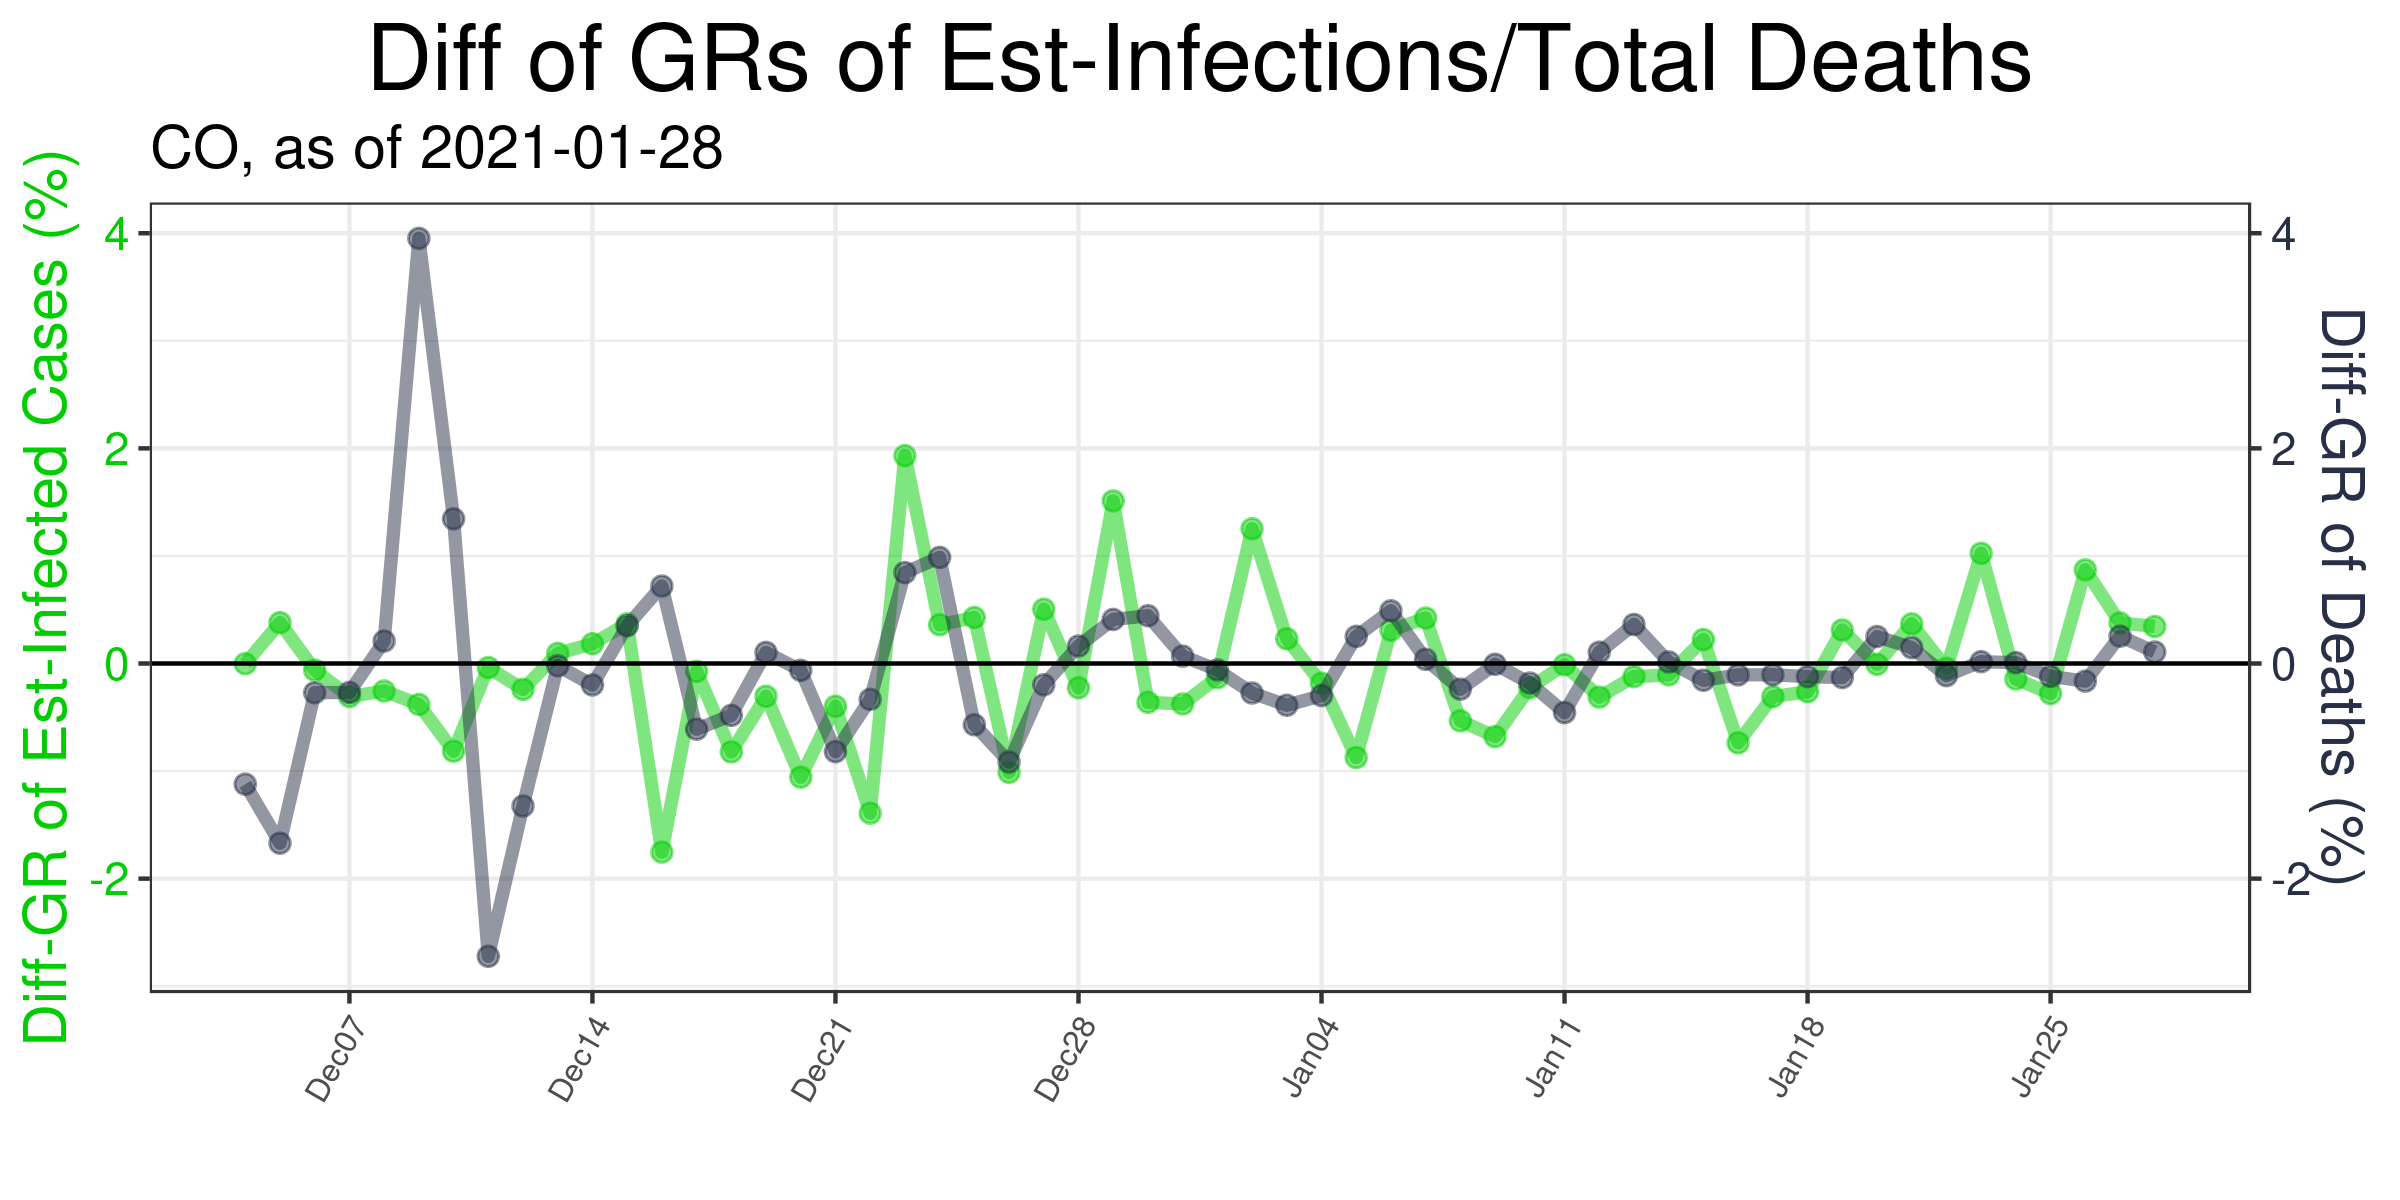 Diff of GRs of Est-Infections/Total Deaths
CO, as of 2021-01-28
Diff-GR of Est-Infected Cases (%)
4
2
0
-2
4
2
0
-2
Diff-GR of Deaths (%)
Dec07
Dec14
Dec21
Dec28
Jan04
Jan11
Jan18
Jan25